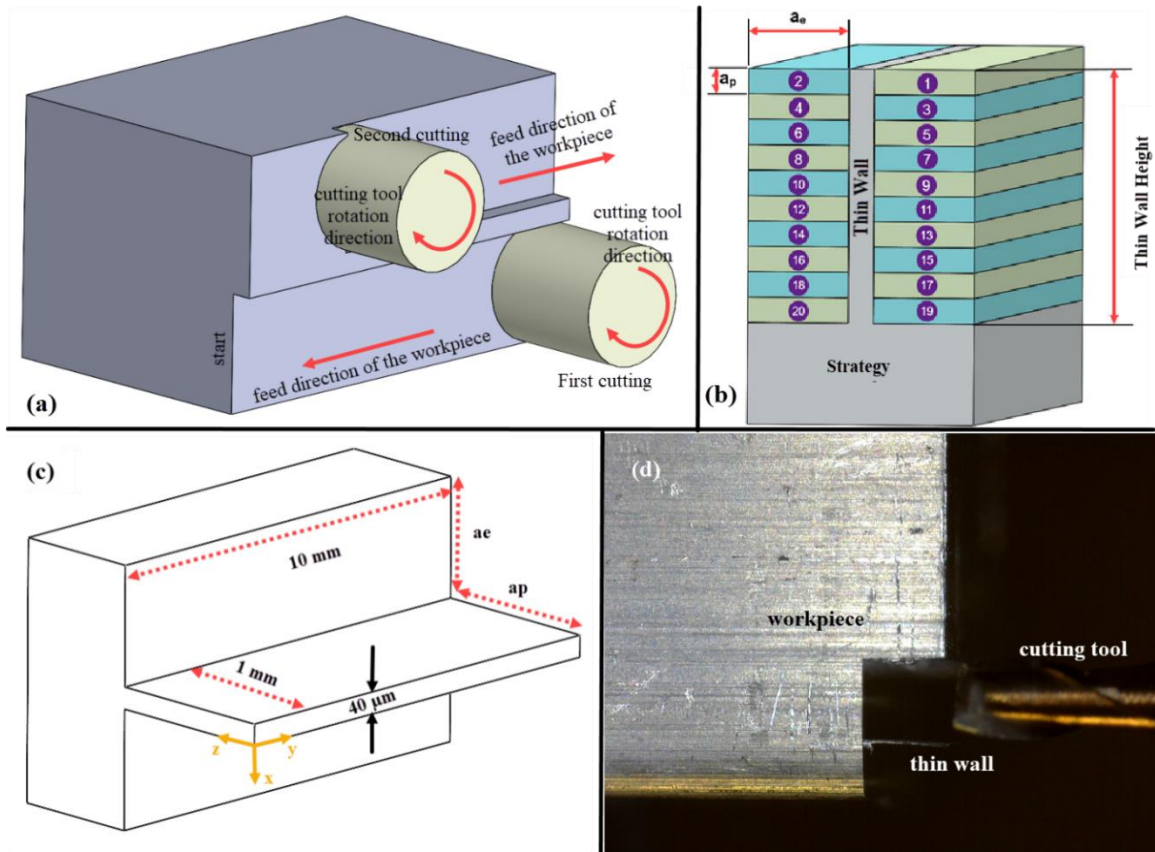 Second cutting
feed direction of
the workpiece
cutting tool
rotation
direction
cutting tool
rotation
direction
start
feed direction of the workpiece
First cutting
(a)
ae
ap
2
1
4
3
6
5
8
7
10
9
12
11
14
13
16
15
18
17
20
19
Thin Wall
Thin Wall Height
Strategy
(b)
(c)
10 mm
ae
ap
1 mm
40 µm
z
y
x
(d)
workpiece
cutting tool
thin wall